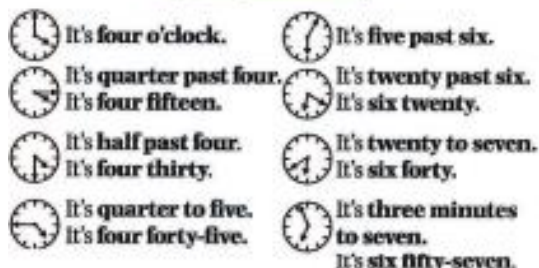 It's four o'clock.
It's quarter past four.
It's four fifteen.
It's half past four.
It's four thirty.
It's quarter to five.
It's four forty-five.
It's five past six.
It's twenty past six.
It's six twenty.
It's twenty to seven.
It's six forty.
It's three minutes
to seven.
It's six fifty-seven.